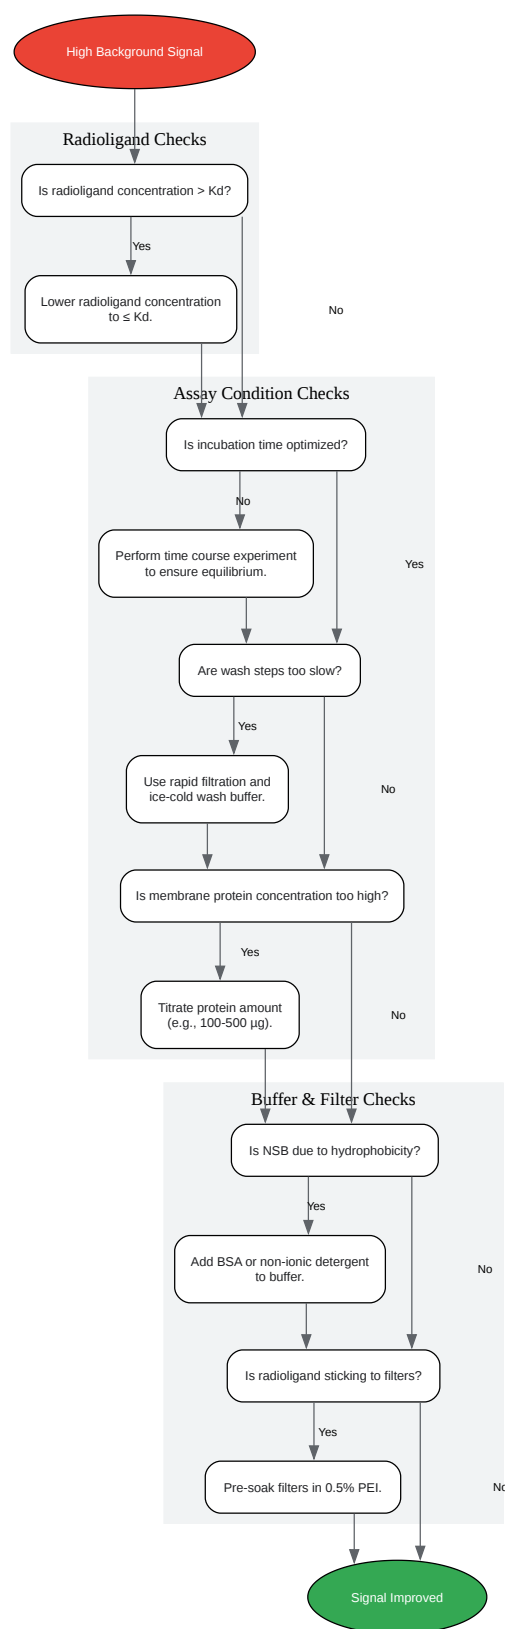 High Background Signal
Radioligand Checks
Is radioligand concentration > Kd?
Yes
Lower radioligand concentration
to ≤ Kd.
No
Assay Condition Checks
Is incubation time optimized?
No
Perform time course experiment
to ensure equilibrium.
Yes
Are wash steps too slow?
Yes
Use rapid filtration and
ice-cold wash buffer.
No
Is membrane protein concentration too high?
Yes
Titrate protein amount
(e.g., 100-500 µg).
No
Buffer & Filter Checks
Is NSB due to hydrophobicity?
Yes
Add BSA or non-ionic detergent
to buffer.
No
Is radioligand sticking to filters?
Yes
Pre-soak filters in 0.5% PEI.
No
Signal Improved